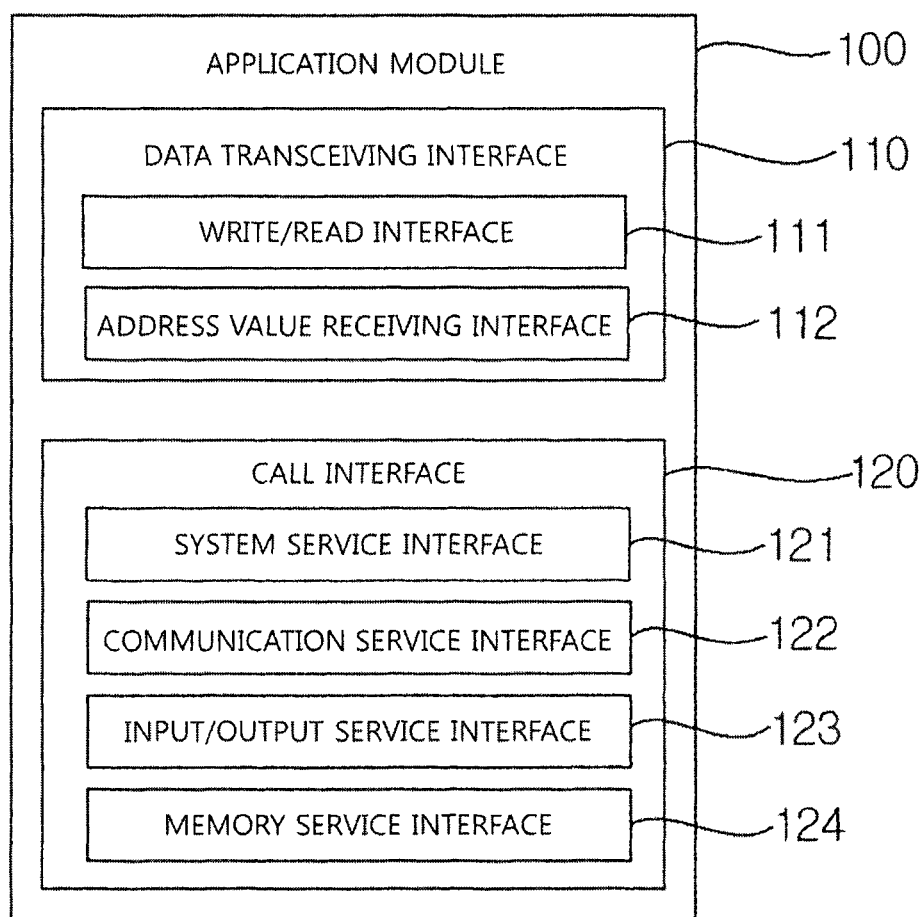 APPLICATION MODULE
100
DATA TRANSCEIVING INTERFACE
110
WRITE/READ INTERFACE
111
ADDRESS VALUE RECEIVING INTERFACE
112
CALL INTERFACE
120
SYSTEM SERVICE INTERFACE
121
COMMUNICATION SERVICE INTERFACE
122
INPUT/OUTPUT SERVICE INTERFACE
123
MEMORY SERVICE INTERFACE
124